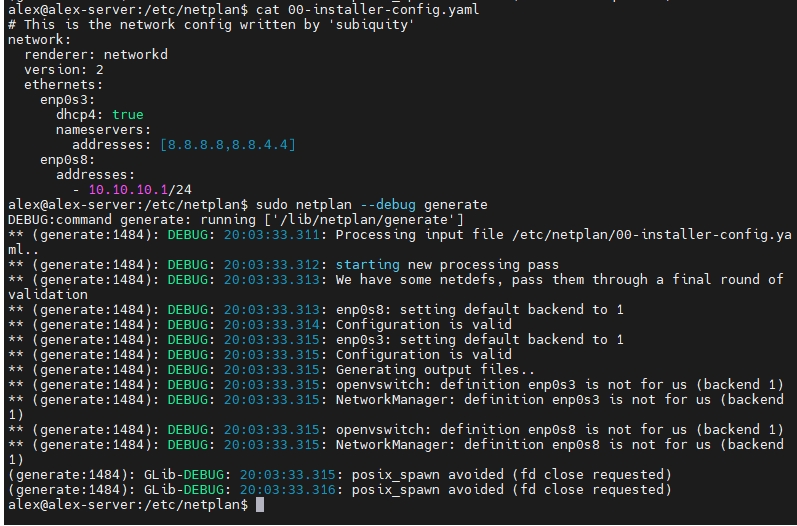 alex@alex-server:/etc/netplan$ cat 00-installer-config.yaml
# This is the network config written by 'subiquity'
network:
  renderer: networkd
  version: 2
  ethernets:
    enp0s3:
      dhcp4: true
      nameservers:
        addresses: [8.8.8.8,8.8.4.4]
    enp0s8:
      addresses:
        - 10.10.10.1/24
alex@alex-server:/etc/netplan$ sudo netplan --debug generate
DEBUG:command generate: running ['/lib/netplan/generate']
** (generate:1484): DEBUG: 20:03:33.311: Processing input file /etc/netplan/00-installer-config.ya
ml..
** (generate:1484): DEBUG: 20:03:33.312: starting new processing pass
** (generate:1484): DEBUG: 20:03:33.313: We have some netdefs, pass them through a final round of
validation
** (generate:1484): DEBUG: 20:03:33.313: enp0s8: setting default backend to 1
** (generate:1484): DEBUG: 20:03:33.314: Configuration is valid
** (generate:1484): DEBUG: 20:03:33.315: enp0s3: setting default backend to 1
** (generate:1484): DEBUG: 20:03:33.315: Configuration is valid
** (generate:1484): DEBUG: 20:03:33.315: Generating output files..
** (generate:1484): DEBUG: 20:03:33.315: openvswitch: definition enp0s3 is not for us (backend 1)
** (generate:1484): DEBUG: 20:03:33.315: NetworkManager: definition enp0s3 is not for us (backend
1)
** (generate:1484): DEBUG: 20:03:33.315: openvswitch: definition enp0s8 is not for us (backend 1)
** (generate:1484): DEBUG: 20:03:33.315: NetworkManager: definition enp0s8 is not for us (backend
1)
(generate:1484): GLib-DEBUG: 20:03:33.315: posix_spawn avoided (fd close requested)
(generate:1484): GLib-DEBUG: 20:03:33.316: posix_spawn avoided (fd close requested)
alex@alex-server:/etc/netplan$